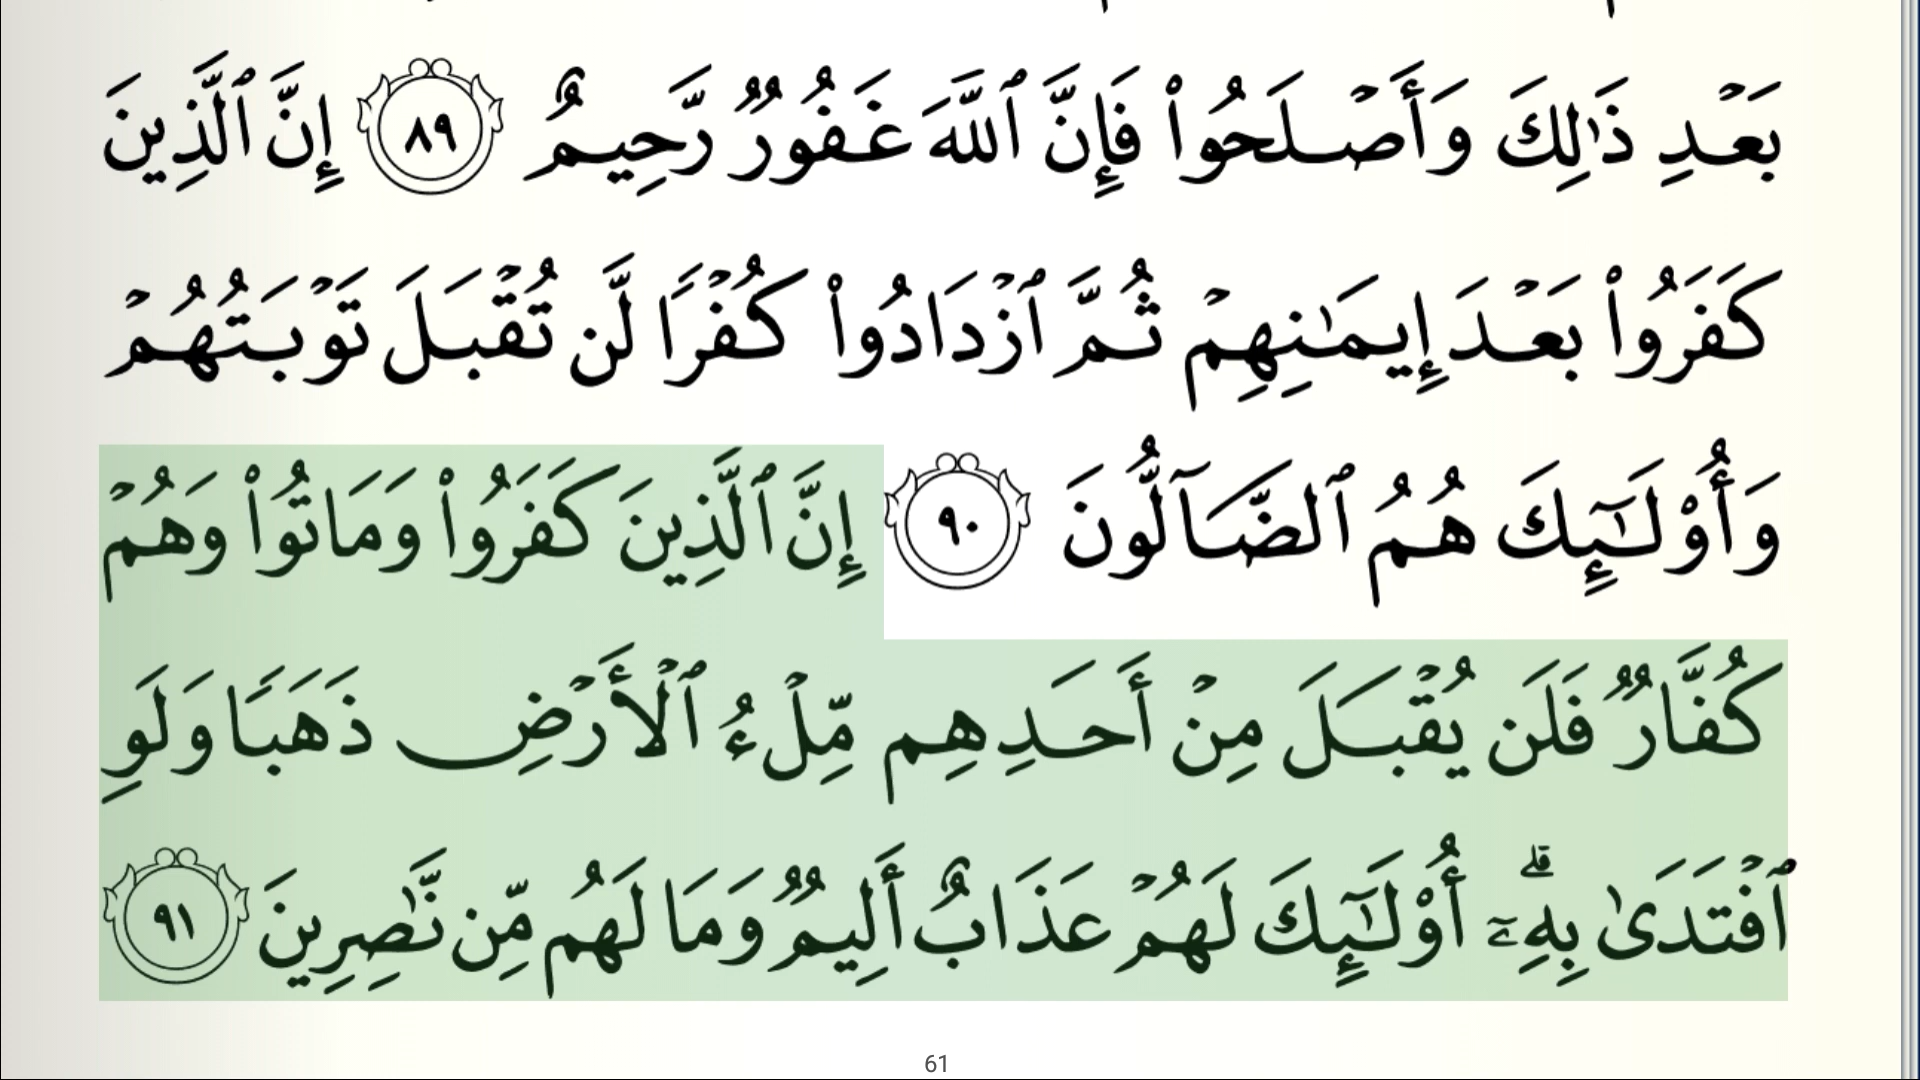 بَعْدِ ذَٰلِكَ وَأَصْلَحُوا۟ فَإِنَّ ٱللَّهَ غَفُورٌ رَّحِيمٌ ٨٩ إِنَّ ٱلَّذِينَ
كَفَرُوا۟ بَعْدَ إِيمَٰنِهِمْ ثُمَّ ٱزْدَادُوا۟ كُفْرًا لَّن تُقْبَلَ تَوْبَتُهُمْ
وَأُو۟لَـٰٓئِكَ هُمُ ٱلضَّآلُّونَ ٩٠ إِنَّ ٱلَّذِينَ كَفَرُوا۟ وَمَاتُوا۟ وَهُمْ
كُفَّارٌ فَلَن يُقْبَلَ مِنْ أَحَدِهِم مِّلْءُ ٱلْأَرْضِ ذَهَبًا وَلَوِ
ٱفْتَدَىٰ بِهِۦٓ ۗ أُو۟لَـٰٓئِكَ لَهُمْ عَذَابٌ أَلِيمٌ وَمَا لَهُم مِّن نَّـٰصِرِينَ ٩١
61